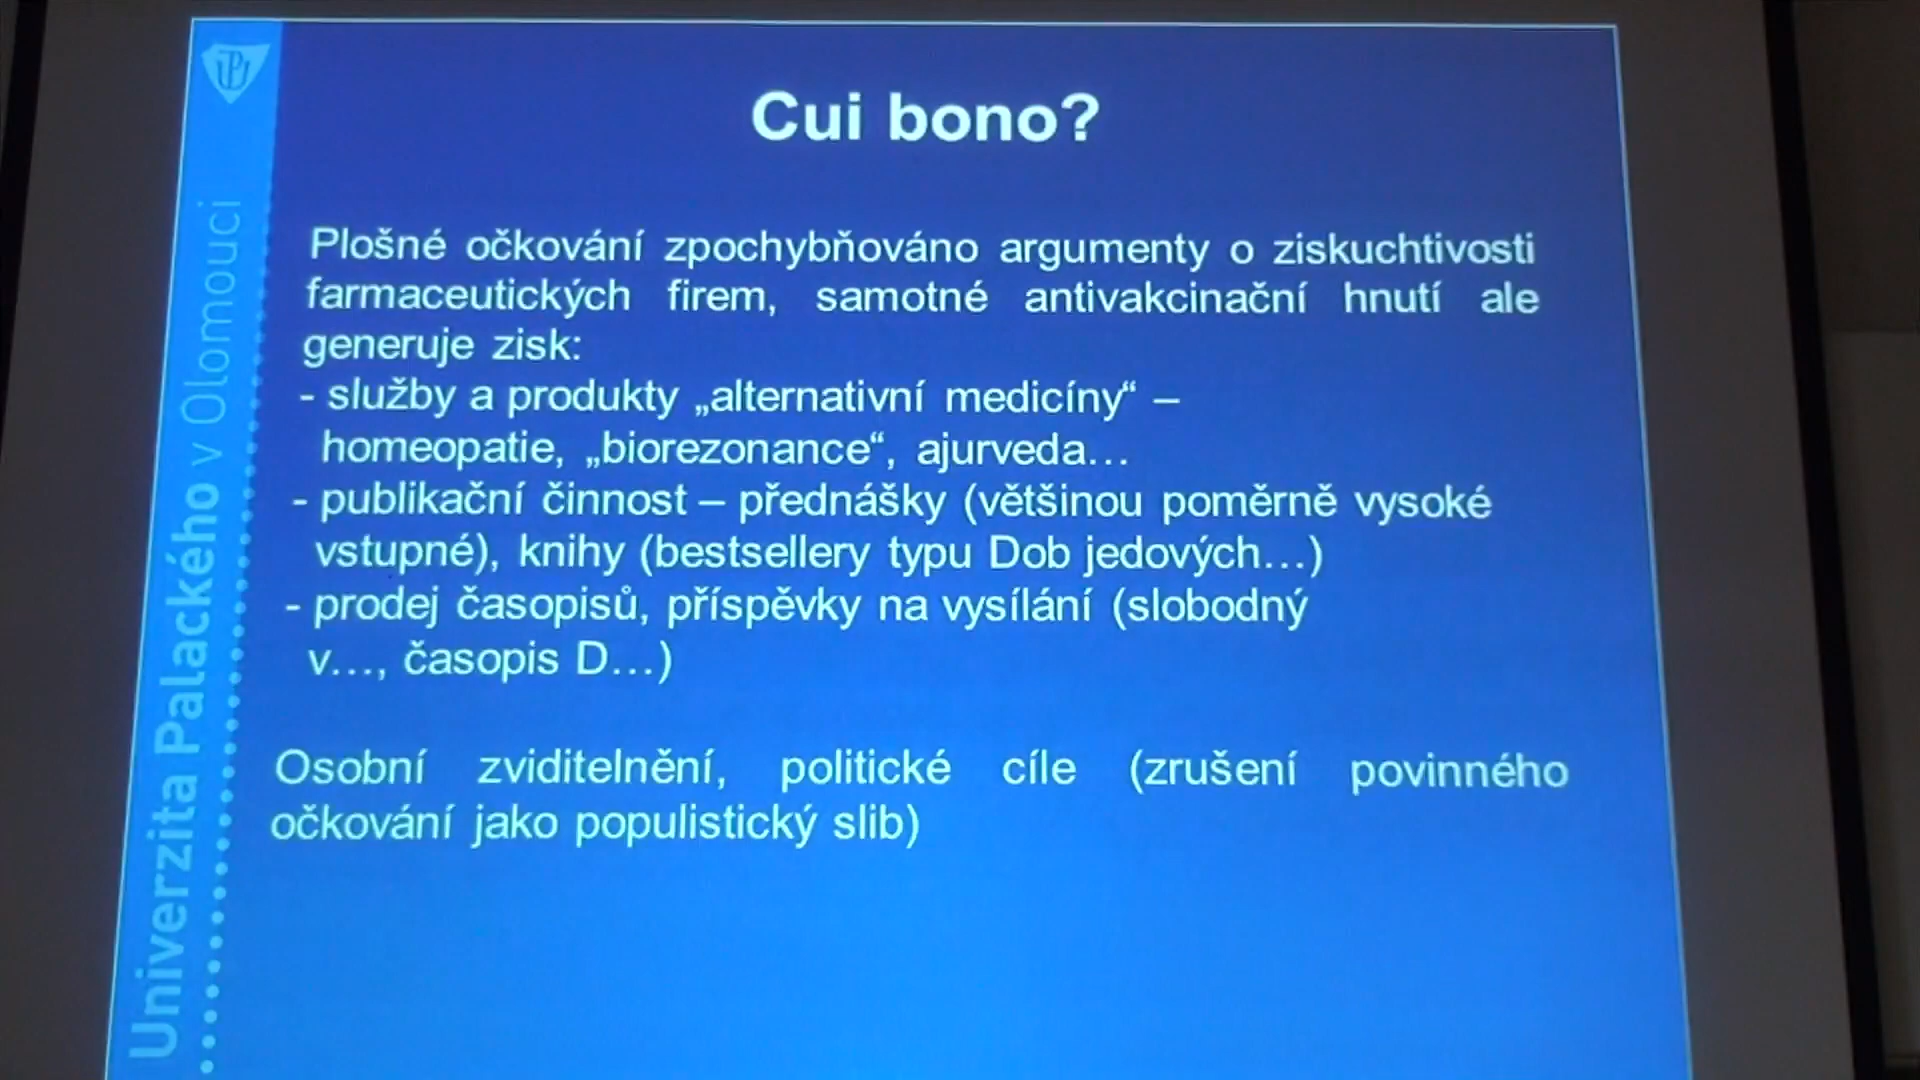 Cui bono?
Plošné očkování zpochybňováno argumenty o ziskuchtivosti
farmaceutických firem, samotné antivakcinační hnutí ale
generuje zisk:
- služby a produkty „alternativní medicíny“ –
homeopatie, „biorezonance“, ajurveda…
- publikační činnost – přednášky (většinou poměrně vysoké
vstupné), knihy (bestsellery typu Dob jedových…)
- prodej časopisů, příspěvky na vysílání (slobodný
v…, časopis D…)
Osobní zviditelnění, politické cíle (zrušení povinného
očkování jako populistický slib)
Univerzita Palackého v Olomouci
UP